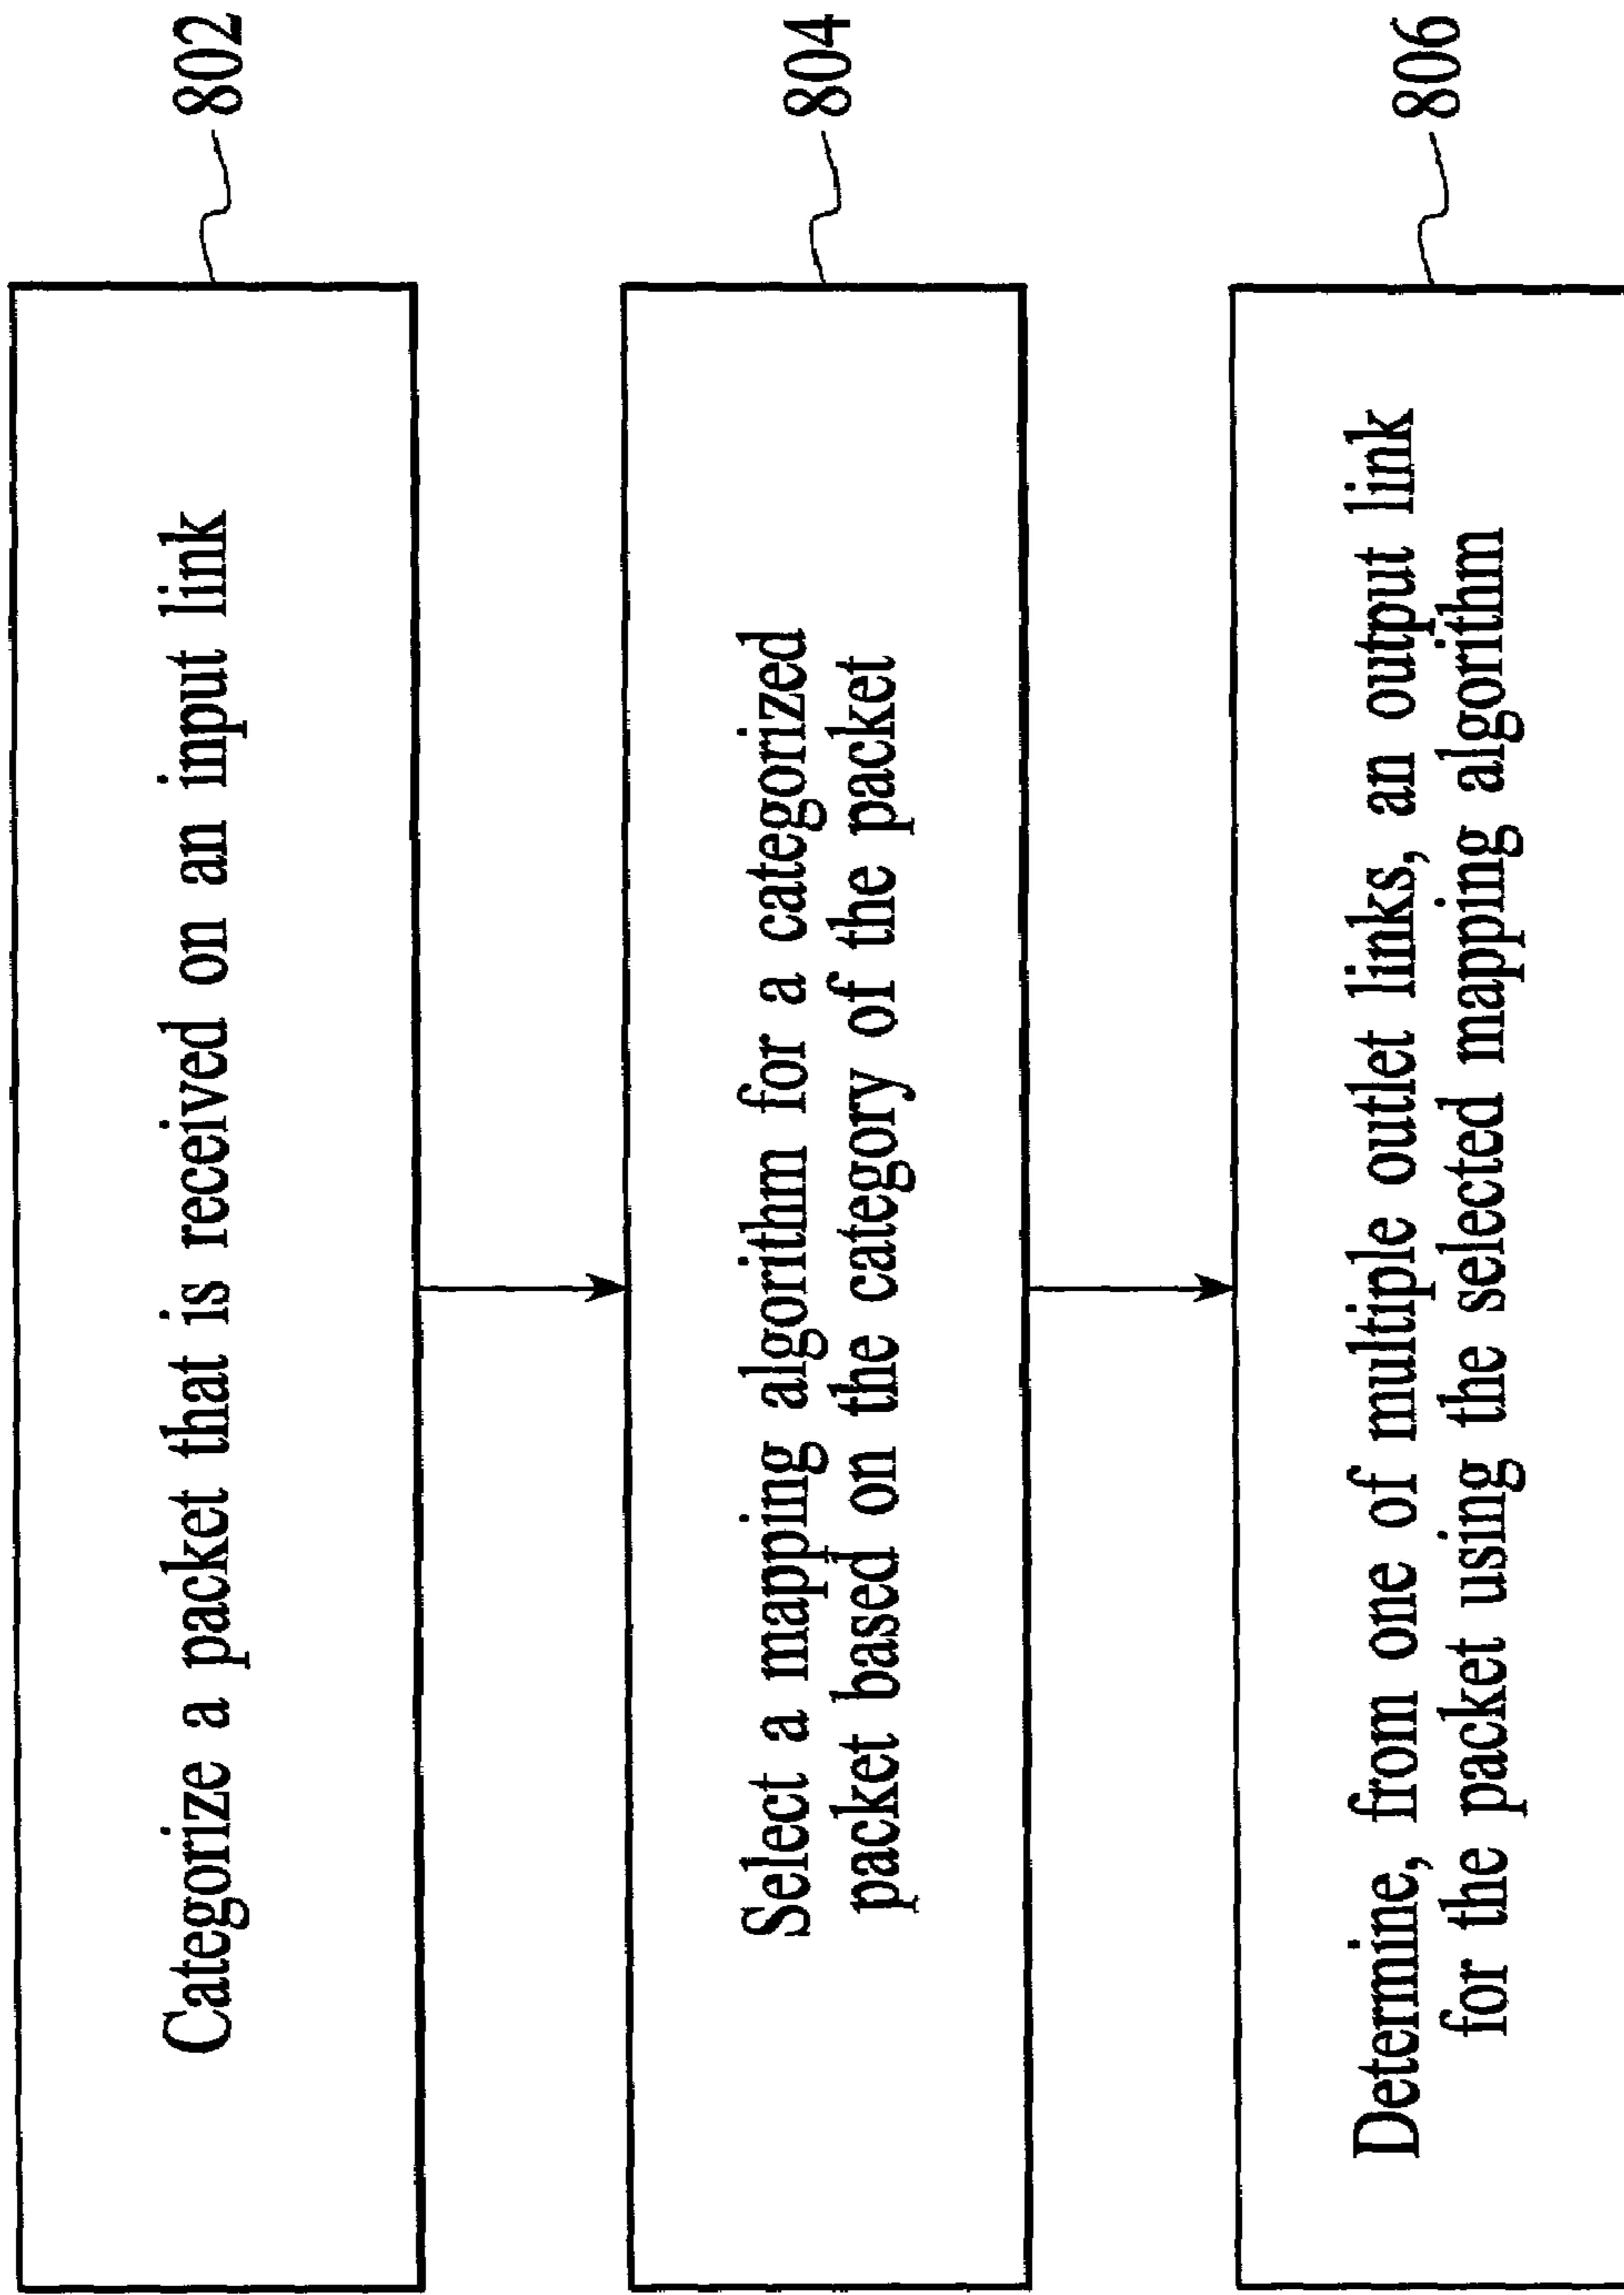 Categorize a packet that is received on an input link
802
Select a mapping algorithm for a categorized
packet based on the category of the packet
804
Determine, from one of multiple outlet links, an output link
for the packet using the selected mapping algorithm
806